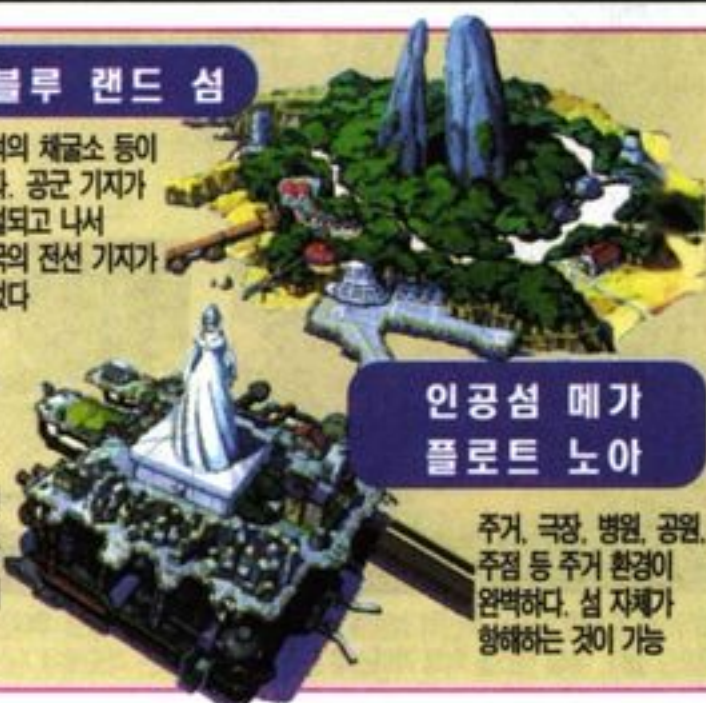 블루 랜드 섬
채굴소 등이
공군 기지가
되고 나서
전선 기지가
인공섬 메가
플로트 노아
주거, 극장, 병원, 공원,
주점 등 주거 환경이
완벽하다. 섬 자체가
항해하는 것이 가능